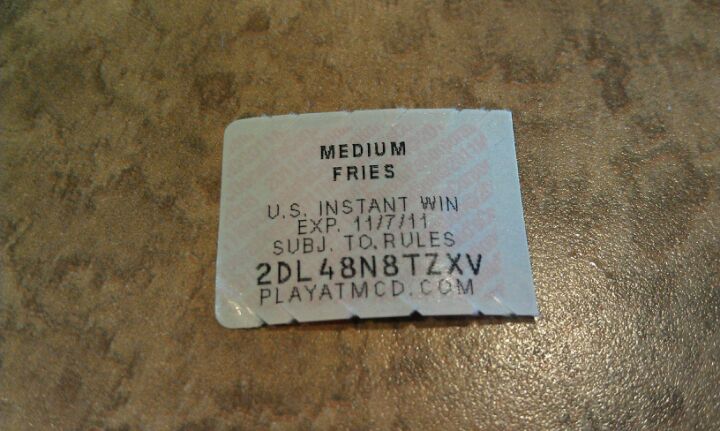 MEDIUM
FRIES
U.S. INSTANT WIN
EXP. 11/7/11
SUBJ. TO RULES
2DL48N8TZXV
PLAYATMCD.COM